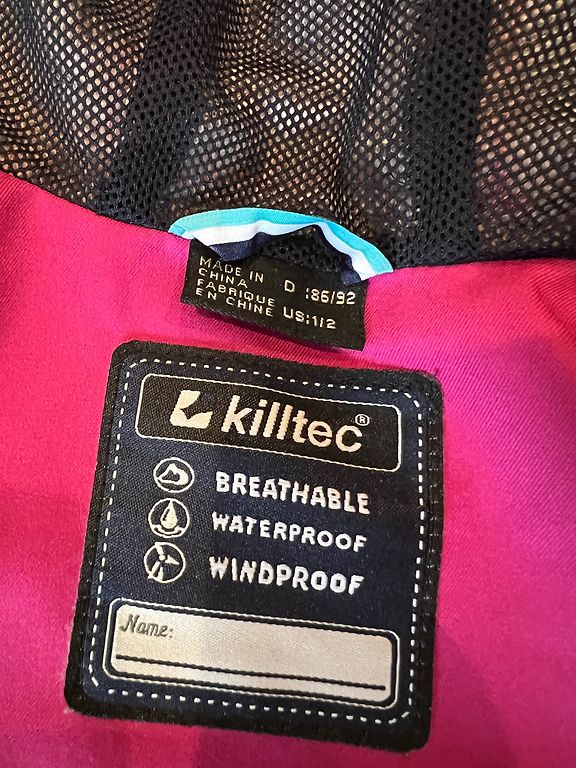 MADE IN
CHINA
FABRIQUE
EN CHINE
D :86/92
US:1/2
killtec®
BREATHABLE
WATERPROOF
WINDPROOF
Name: